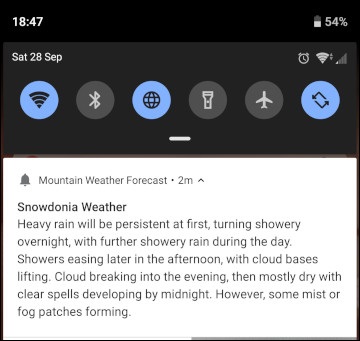 18:47 54%
Sat 28 Sep
Mountain Weather Forecast • 2m
Snowdonia Weather
Heavy rain will be persistent at first, turning showery
overnight, with further showery rain during the day.
Showers easing later in the afternoon, with cloud bases
lifting. Cloud breaking into the evening, then mostly dry with
clear spells developing by midnight. However, some mist or
fog patches forming.